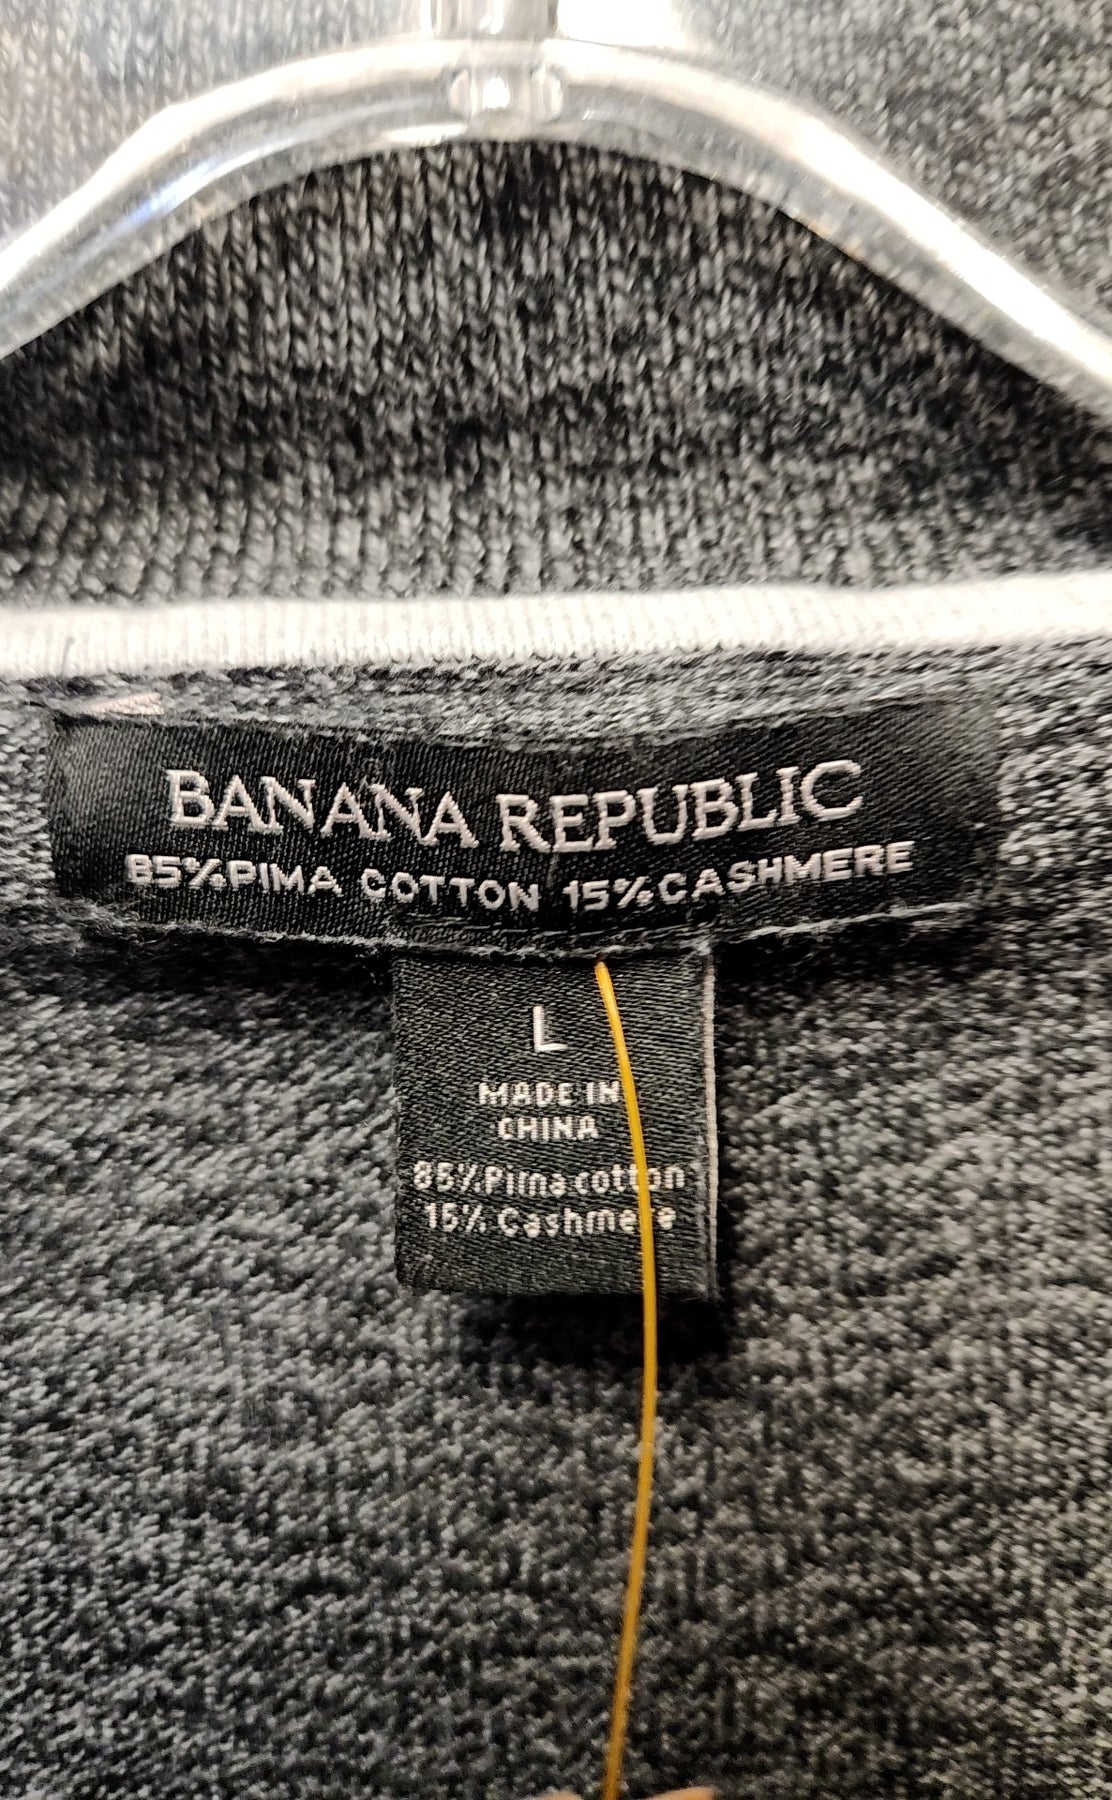 BANANA REPUBLIC
85% PIMA COTTON 15% CASHMERE
L
MADE IN
CHINA
85% Pima cotton
15% Cashmere